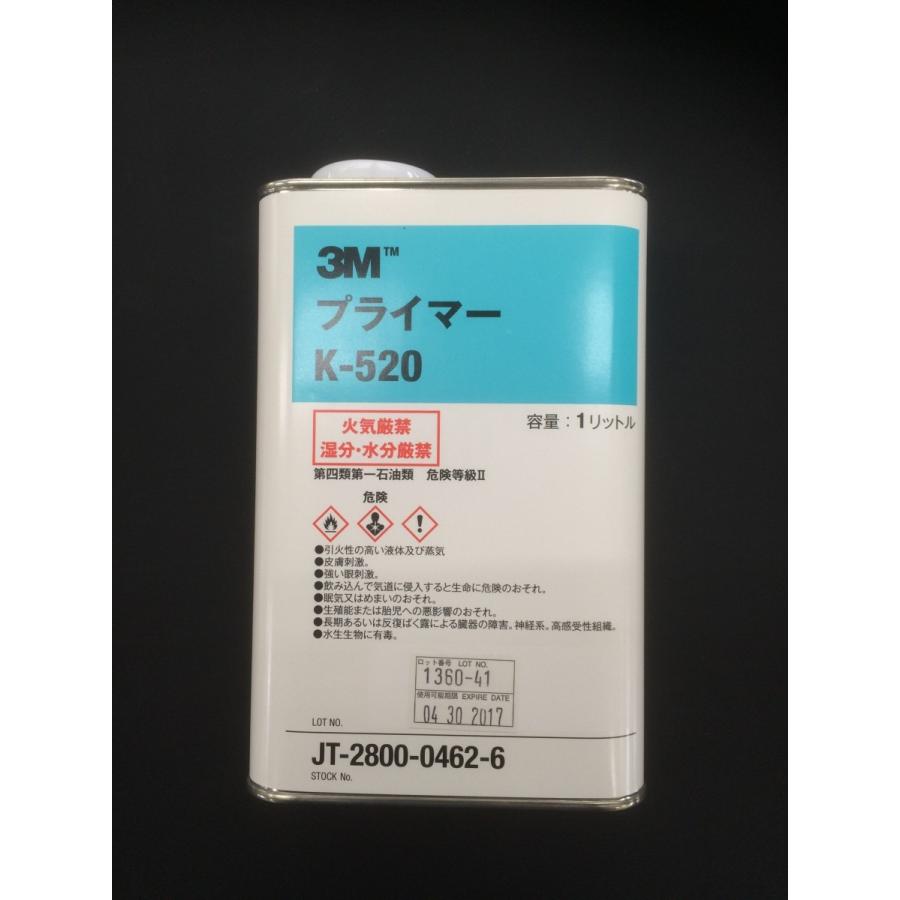 3M™
プライマー
K-520
火気厳禁
湿分・水分厳禁
容量：1リットル
第四類第一石油類 危険等級II
危険
●引火性の高い液体及び蒸気
●皮膚刺激。
●強い眼刺激。
●飲み込んで気道に侵入すると生命に危険のおそれ。
●眠気又はめまいのおそれ。
●生殖能または胎児への悪影響のおそれ。
●長期あるいは反復ばく露による臓器の障害。神経系。高感受性組織。
●水生生物に有毒。
ロット番号 LOT NO.
1360-41
使用可能期限 EXPIRE DATE
04 30 2017
LOT NO.
JT-2800-0462-6
STOCK No.